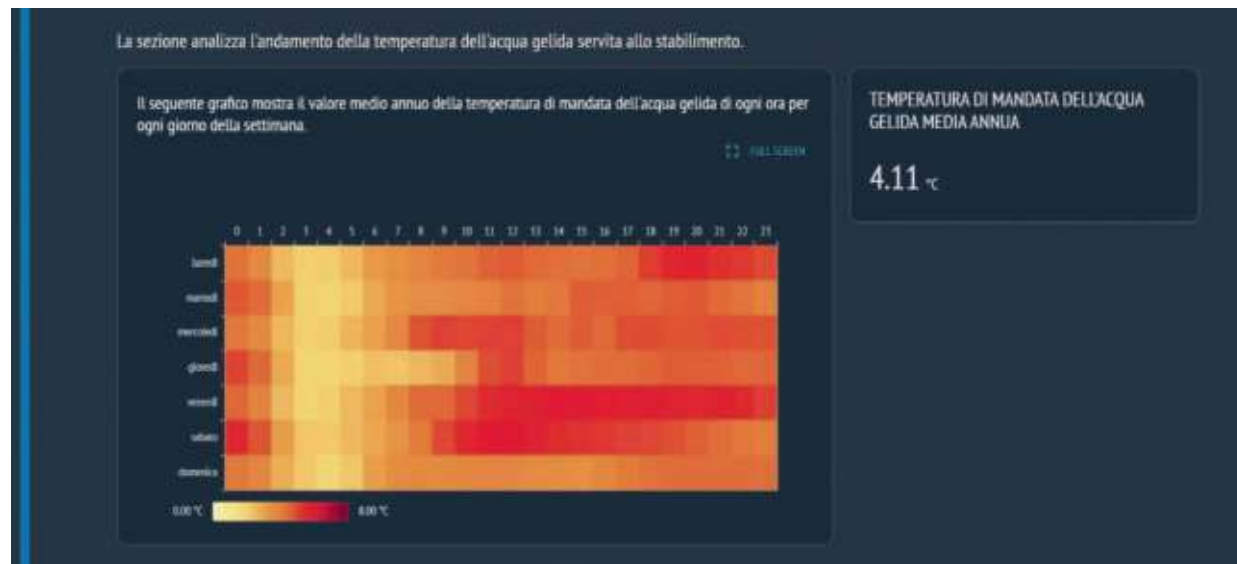 La sezione analizza l'andamento della temperatura dell'acqua gelida servita allo stabilimento.
Il seguente grafico mostra il valore medio annuo della temperatura di mandata dell'acqua gelida di ogni ora per
ogni giorno della settimana.
FULL SCREEN
TEMPERATURA DI MANDATA DELL'ACQUA
GELIDA MEDIA ANNUA
4.11 °C
0 1 2 3 4 5 6 7 8 9 10 11 12 13 14 15 16 17 18 19 20 21 22 23
lunedì
martedì
mercoledì
giovedì
venerdì
sabato
domenica
0.00 °C 8.00 °C